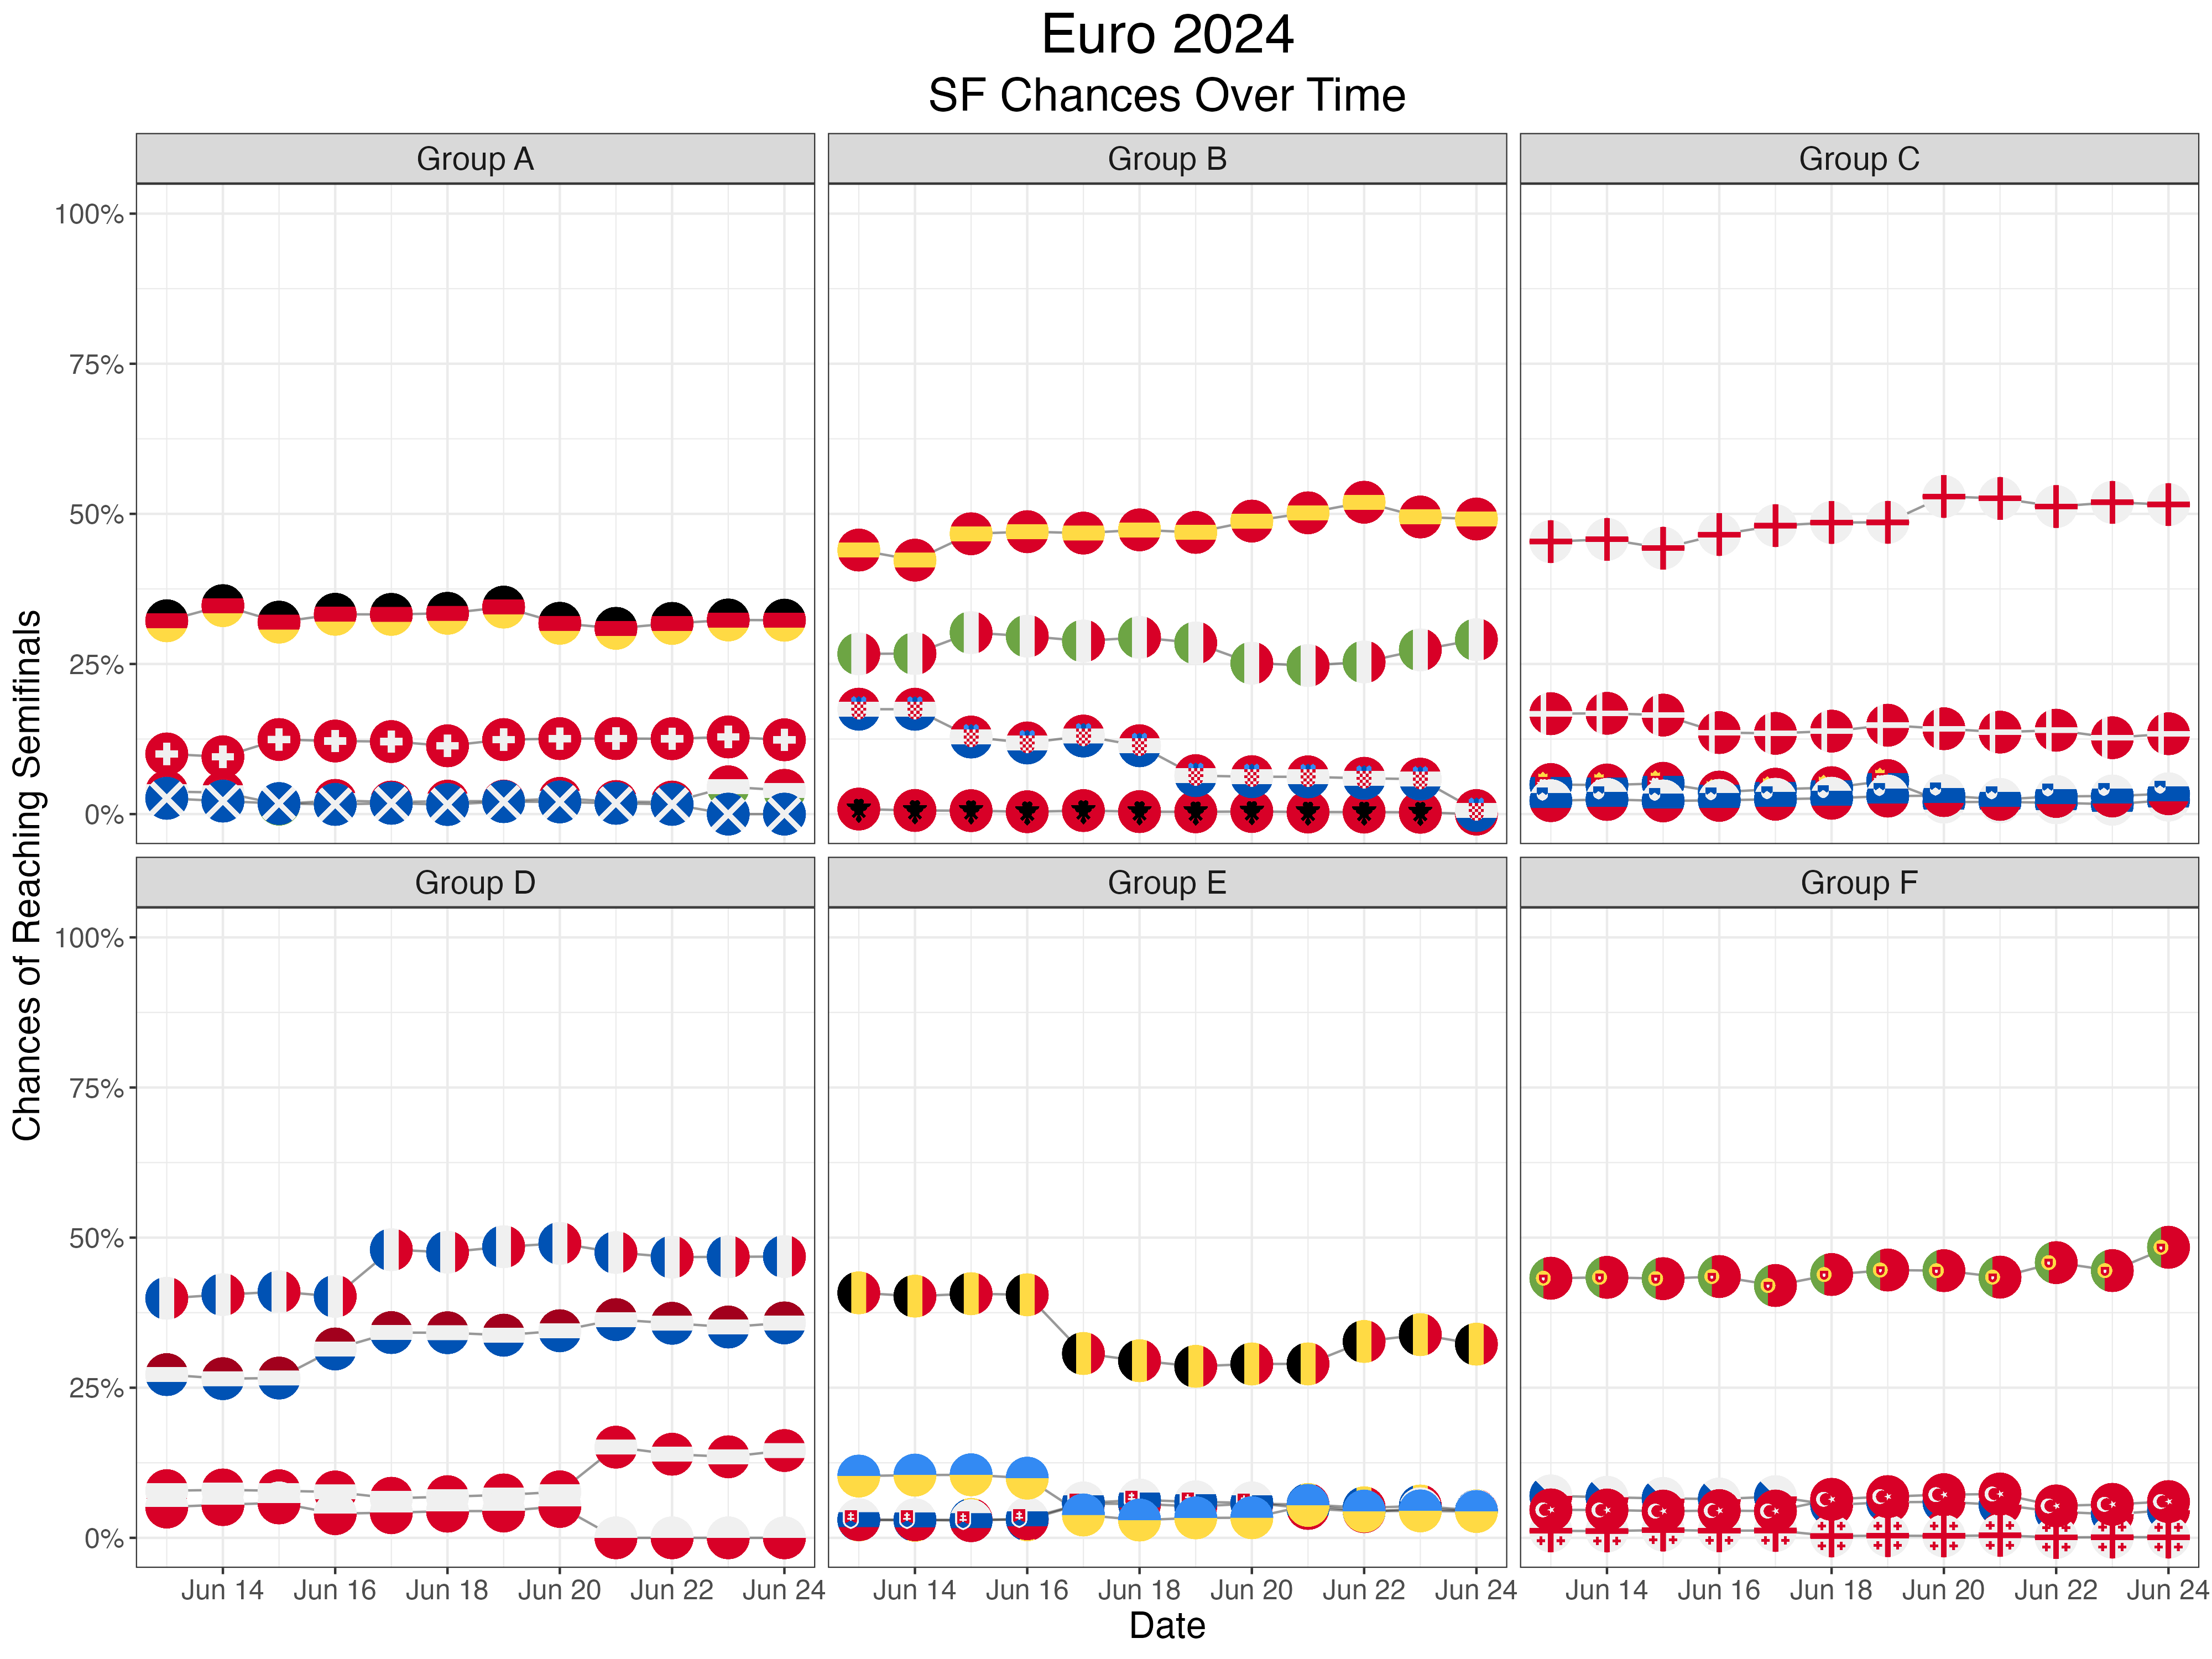 Euro 2024
SF Chances Over Time
Group A
Group B
Group C
100%
75%
50%
25%
0%
Group D
Group E
Group F
100%
75%
50%
25%
0%
Chances of Reaching Semifinals
Jun 14 Jun 16 Jun 18 Jun 20 Jun 22 Jun 24
Jun 14 Jun 16 Jun 18 Jun 20 Jun 22 Jun 24
Jun 14 Jun 16 Jun 18 Jun 20 Jun 22 Jun 24
Date